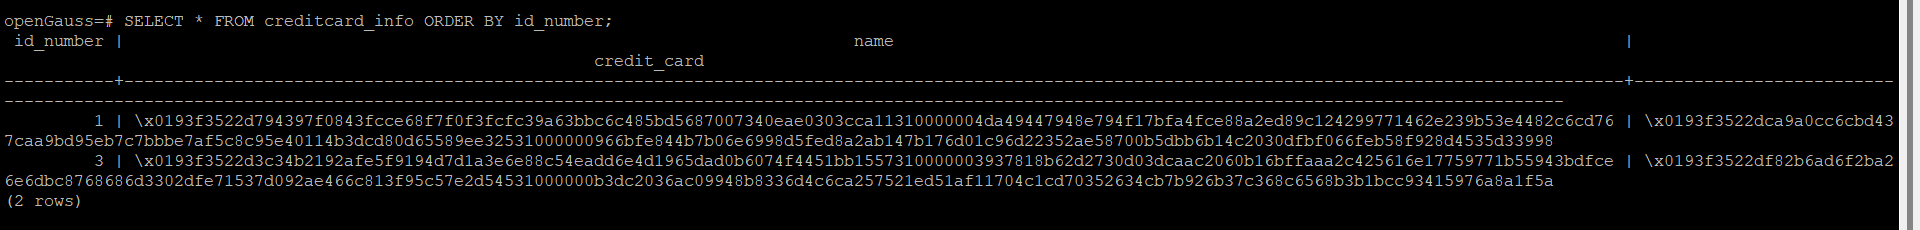 openGauss=# SELECT * FROM creditcard_info ORDER BY id_number;
id_number | name |
credit_card
-----------+------------------------------------------------------------------------------------------------------------------------------------------------------+--------------------------
------------------------------------------------------------------------------------------------------------------------------------------------------------
1 | \x0193f3522d794397f0843fcce68f7f0f3fcfc39a63bbc6c485bd5687007340eae0303cca11310000004da49447948e794f17bfa4fce88a2ed89c124299771462e239b53e4482c6cd76 | \x0193f3522dca9a0cc6cbd43
7caa9bd95eb7c7bbbe7af5c8c95e40114b3dcd80d65589ee32531000000966bfe844b7b06e6998d5fed8a2ab147b176d01c96d22352ae58700b5dbb6b14c2030dfbf066feb58f928d4535d33998
3 | \x0193f3522d3c34b2192afe5f9194d7d1a3e6e88c54eadd6e4d1965dad0b6074f4451bb1557310000003937818b62d2730d03dcaac2060b16bffaaa2c425616e17759771b55943bdfce | \x0193f3522df82b6ad6f2ba2
6e6dbc8768686d3302dfe71537d092ae466c813f95c57e2d54531000000b3dc2036ac09948b8336d4c6ca257521ed51af11704c1cd70352634cb7b926b37c368c6568b3b1bcc93415976a8a1f5a
(2 rows)